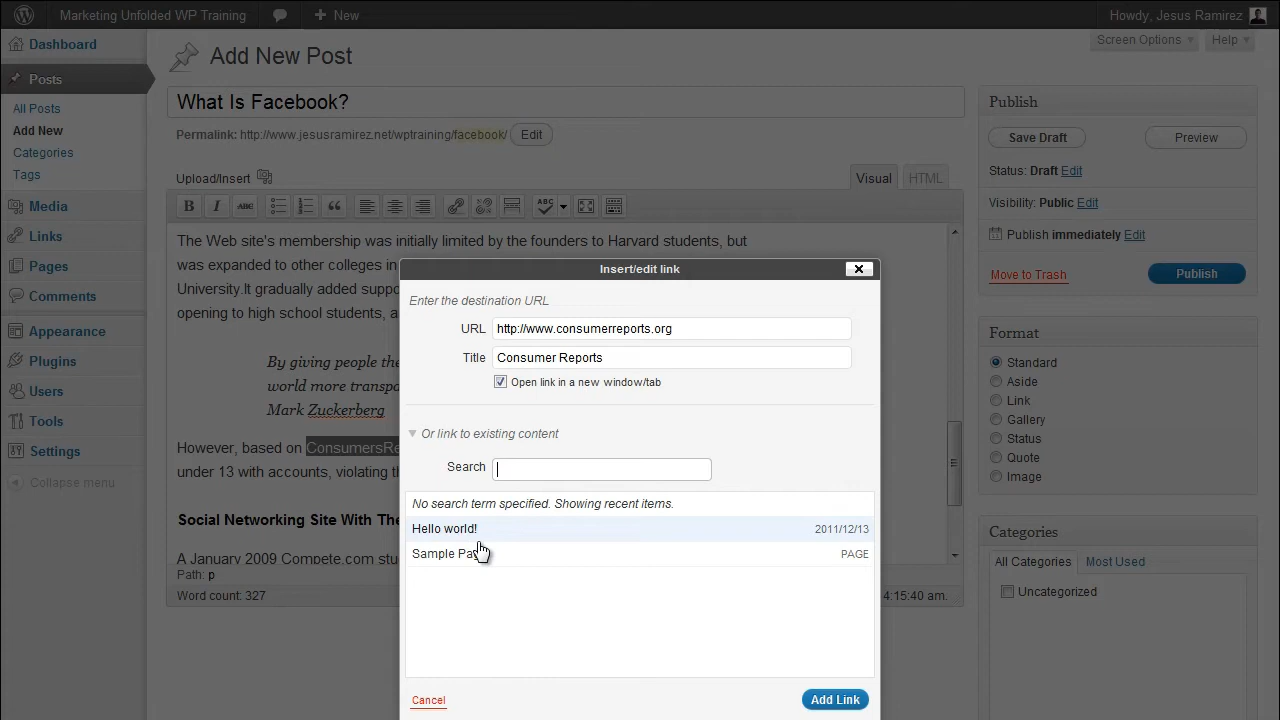 Marketing Unfolded WP Training New Howdy, Jesus Ramirez
Screen Options Help
Dashboard
Posts
All Posts
Add New
Categories
Tags
Media
Links
Pages
Comments
Appearance
Plugins
Users
Tools
Settings
Collapse menu
Add New Post
What Is Facebook?
Permalink: http://www.jesusramirez.net/wptraining/facebook/ Edit
Upload/Insert Visual HTML
B I ABC ABC
The Web site's membership was initially limited by the founders to Harvard students, but
was expanded to other colleges in
University.It gradually added suppo
opening to high school students, a
By giving people the
world more transpa
Mark Zuckerberg
However, based on ConsumersRe
under 13 with accounts, violating th
Social Networking Site With The
A January 2009 Compete.com stu
Path: p
Word count: 327 4:15:40 am.
Insert/edit link
Enter the destination URL
URL http://www.consumerreports.org
Title Consumer Reports
Open link in a new window/tab
Or link to existing content
Search
No search term specified. Showing recent items.
Hello world! 2011/12/13
Sample Pa PAGE
Cancel Add Link
Publish
Save Draft Preview
Status: Draft Edit
Visibility: Public Edit
Publish immediately Edit
Move to Trash Publish
Format
Standard
Aside
Link
Gallery
Status
Quote
Image
Categories
All Categories Most Used
Uncategorized